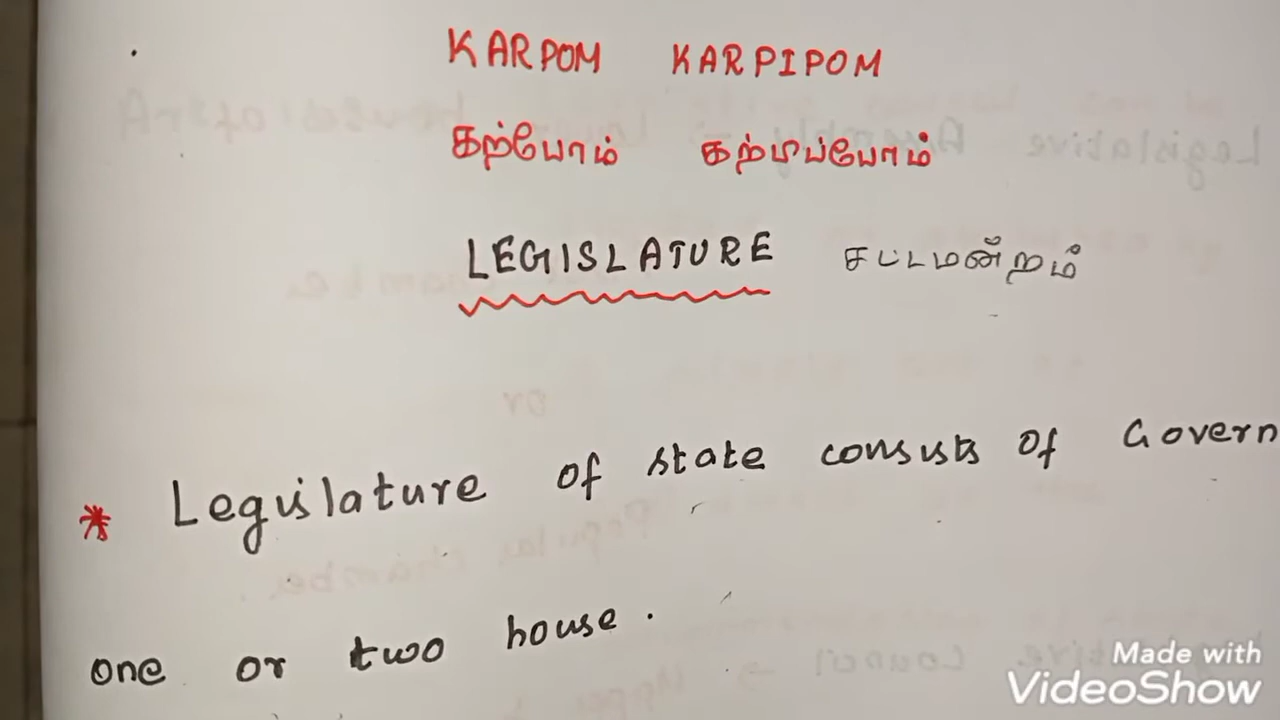 KARPOM KARPIPOM
கற்போம் கற்பிப்போம்
LEGISLATURE சட்டமன்றம்
* Legislature of state consists of Govern
one or two house.
Made with
VideoShow